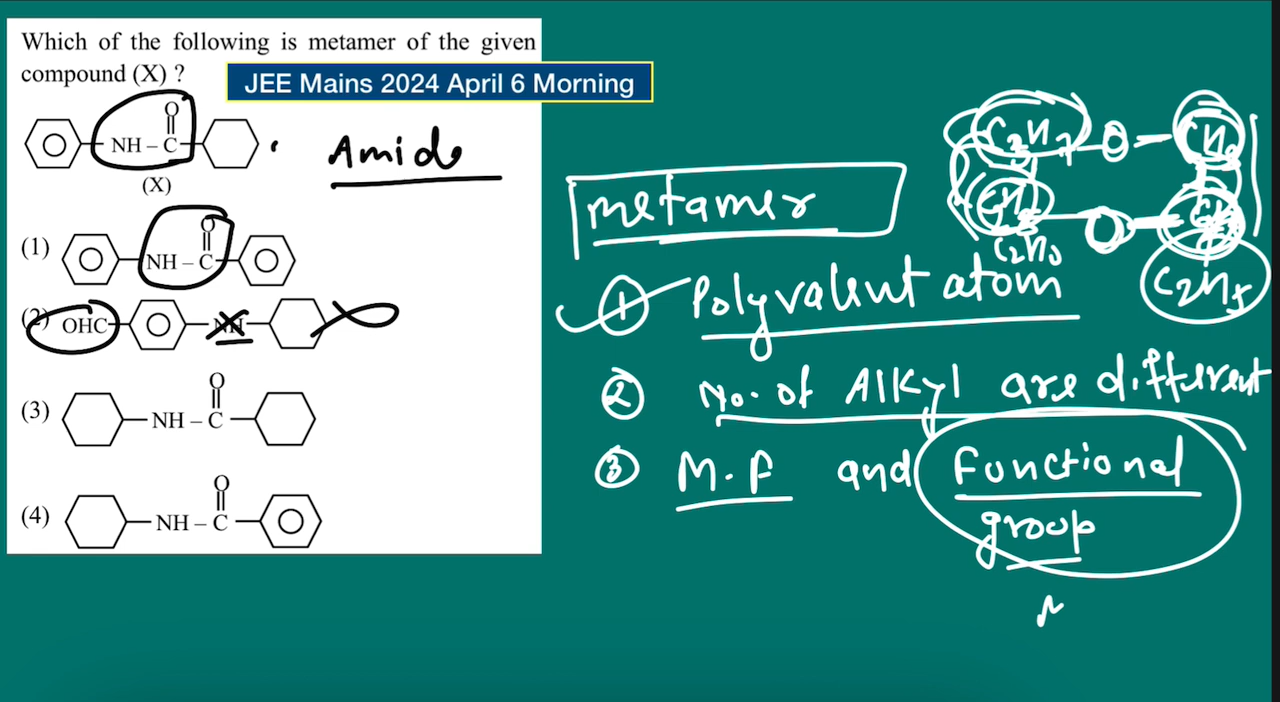 Which of the following is metamer of the given
compound (X) ?
JEE Mains 2024 April 6 Morning
NH – C
O
(X)
Amide
(1) NH – C
O
(2) OHC NH
(3) NH – C
O
(4) NH – C
O
metamer
C3H7 O – CH3
O
C2H5
C2H5
① Polyvalent atom
② No. of Alkyl are different
③ M.F and Functional
group